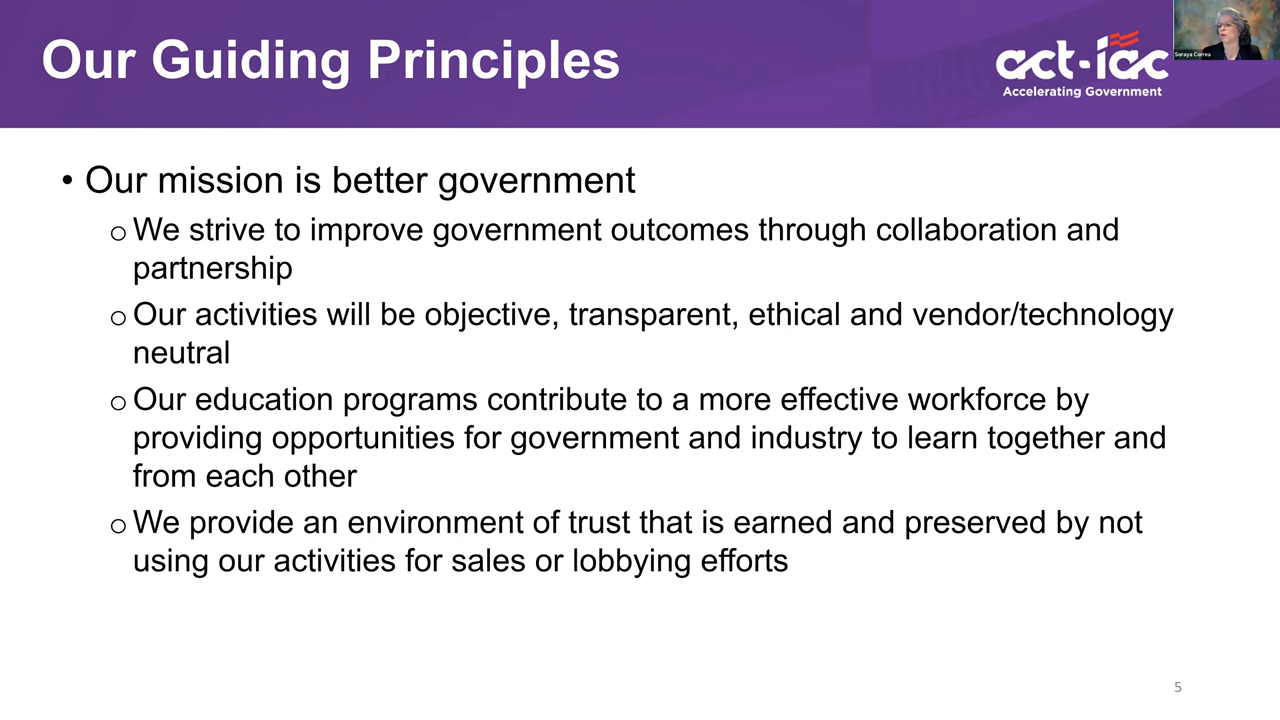 Our Guiding Principles
act-iac
Accelerating Government
Soraya Correa
• Our mission is better government
o We strive to improve government outcomes through collaboration and
partnership
o Our activities will be objective, transparent, ethical and vendor/technology
neutral
o Our education programs contribute to a more effective workforce by
providing opportunities for government and industry to learn together and
from each other
o We provide an environment of trust that is earned and preserved by not
using our activities for sales or lobbying efforts
5